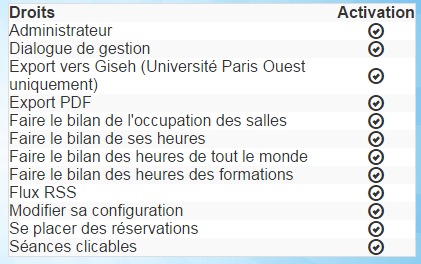 Droits Activation
Administrateur
Dialogue de gestion
Export vers Giseh (Université Paris Ouest
uniquement)
Export PDF
Faire le bilan de l'occupation des salles
Faire le bilan de ses heures
Faire le bilan des heures de tout le monde
Faire le bilan des heures des formations
Flux RSS
Modifier sa configuration
Se placer des réservations
Séances clicables